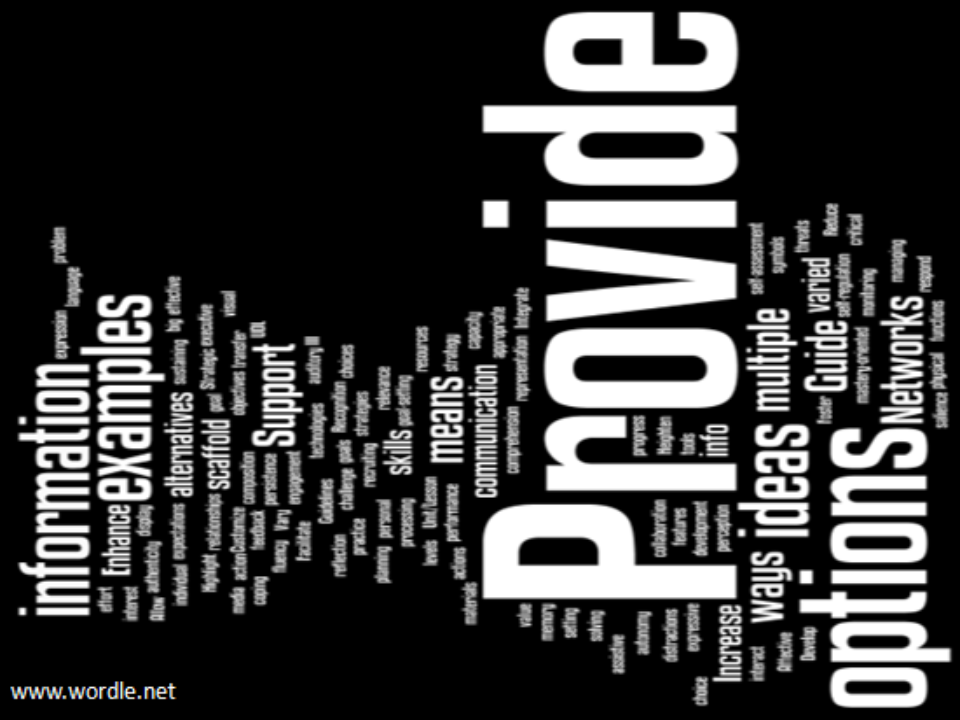 problem
language
expression
information
examples
Enhance
effort
interest
display
authenticity
Allow
effective
big
sustaining
alternatives
expectations
individual
visual
executive
Strategic
goal
scaffold
relationships
Highlight
transfer
objectives
Customize
action
media
UDL
Support
composition
feedback
coping
persistence
engagement
Vary
fluency
facilitate
auditory
III
technologies
Guidelines
choices
Recognition
strategies
goals
challenge
reflection
practice
recruiting
relevance
goal-setting
skills
personal
planning
processing
resources
strategy
means
Unit/Lesson
levels
performance
actions
materials
capacity
appropriate
communication
Integrate
representation
comprehension
Provide
value
memory
setting
solving
assistive
autonomy
distractions
expressive
choice
progress
Heighten
tools
info
collaboration
features
development
perception
Increase
self-assessment
symbols
threats
multiple
ideas
ways
interact
Affective
Develop
Reduce
critical
varied
self-regulation
monitoring
Guide
foster
mastery-oriented
managing
respond
Networks
functions
physical
salience
options
www.wordle.net